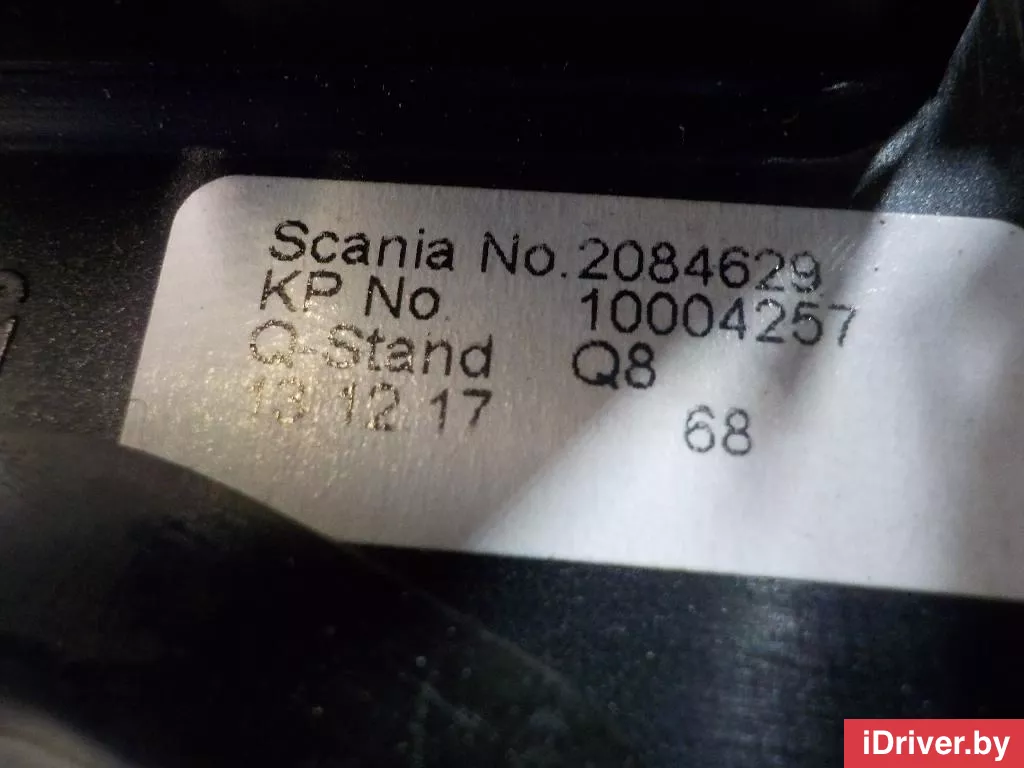 Scania No. 2084629
KP No. 10004257
Q-Stand Q8
13.12.17 68
iDriver.by